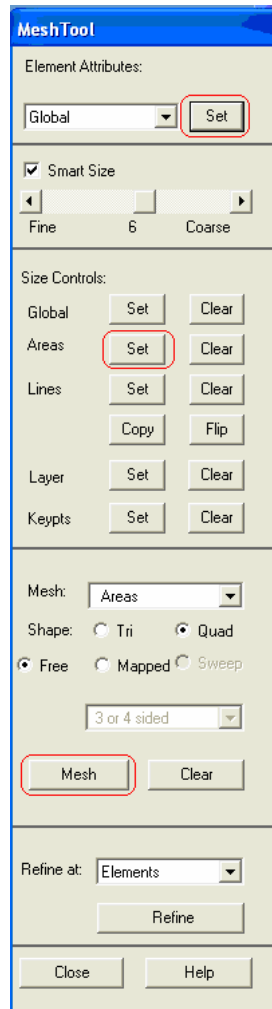 MeshTool
Element Attributes:
Global Set
Smart Size
Fine 6 Coarse
Size Controls:
Global Set Clear
Areas Set Clear
Lines Set Clear
Copy Flip
Layer Set Clear
Keypts Set Clear
Mesh: Areas
Shape: Tri Quad
Free Mapped Sweep
3 or 4 sided
Mesh Clear
Refine at: Elements
Refine
Close Help